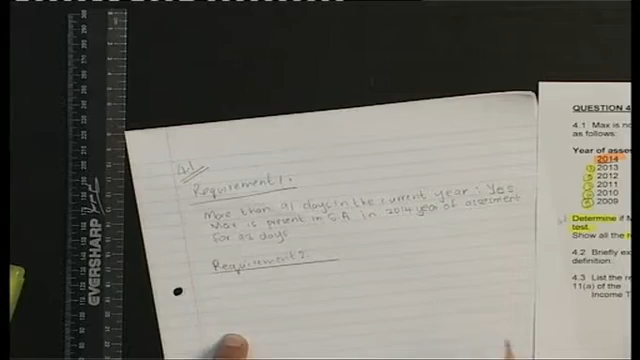 EVERSHARP
4.1
Requirement 1.
More than 91 days in the current year : Yes
Max is present in S.A in 2014 year of assessment
for 92 days
Requirement 2.
QUESTION 4
4.1 Max is no
as follows:
Year of asses
2014
2013
2012
2011
2010
2009
Determine if M
test.
Show all the r
4.2 Briefly ex
definition.
4.3 List the re
11(a) of the
Income T